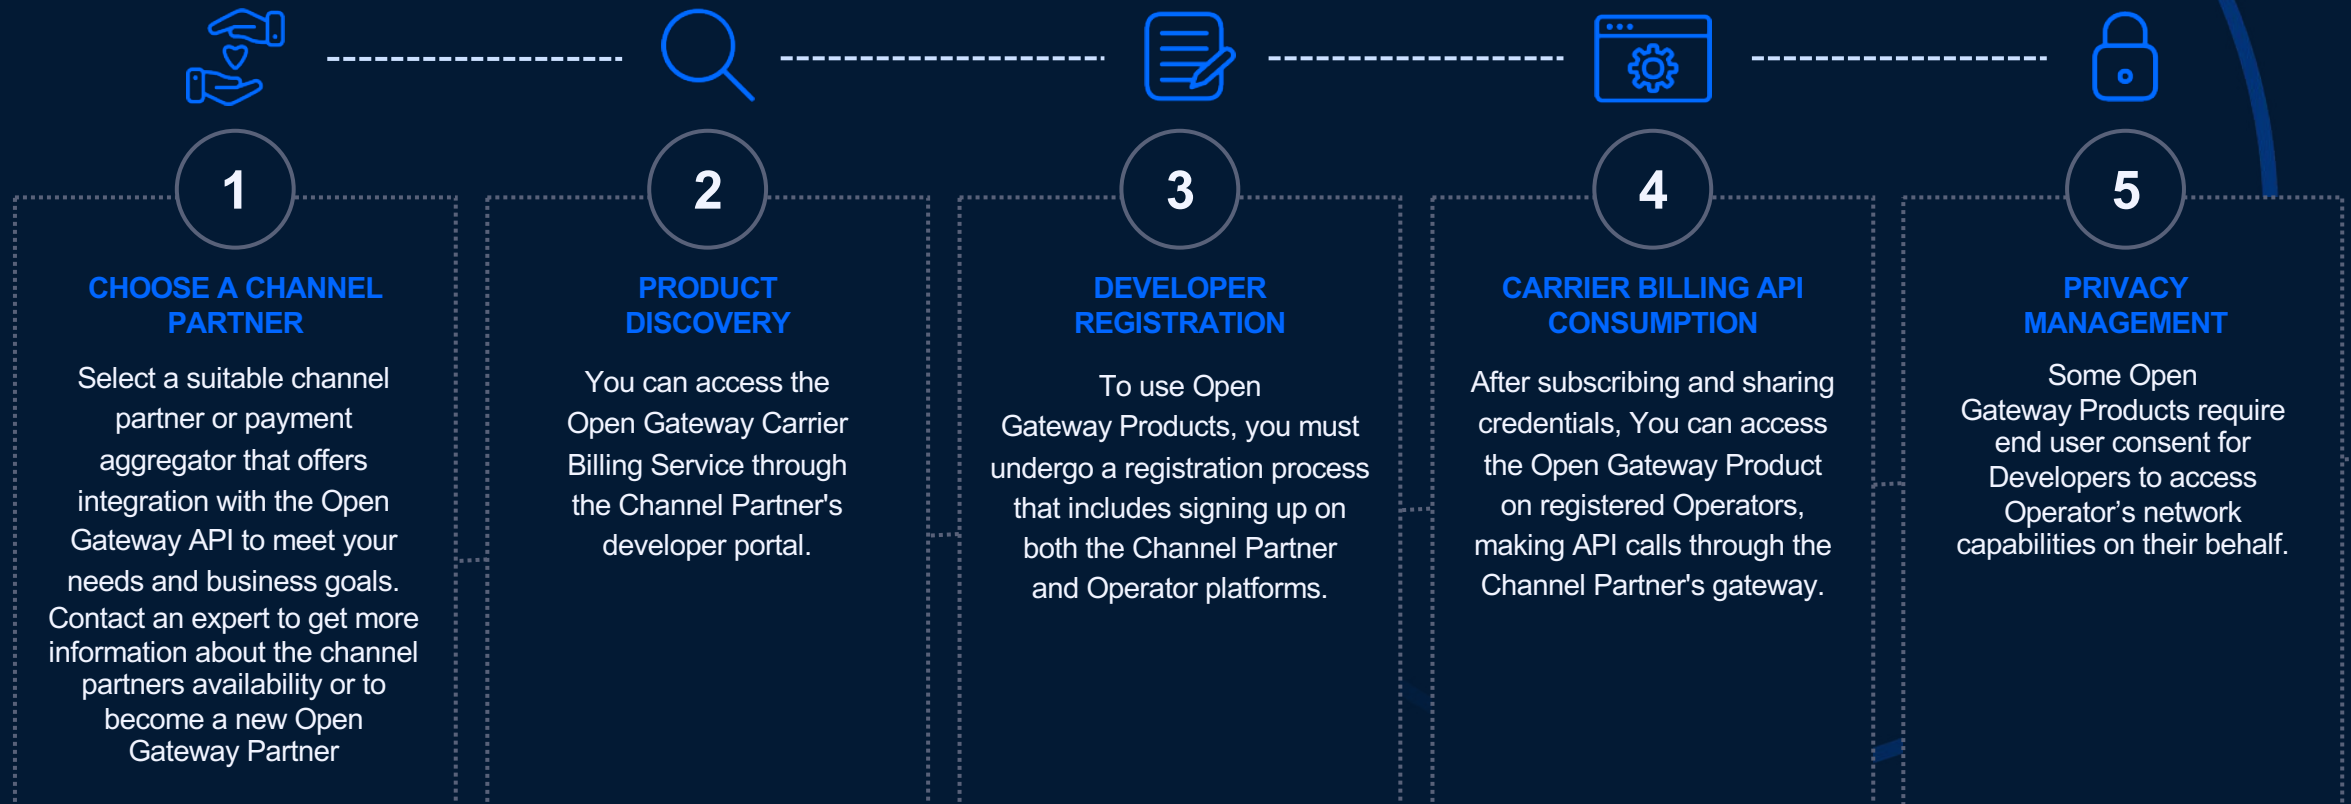 1
CHOOSE A CHANNEL
PARTNER
Select a suitable channel
partner or payment
aggregator that offers
integration with the Open
Gateway API to meet your
needs and business goals.
Contact an expert to get more
information about the channel
partners availability or to
become a new Open
Gateway Partner
2
PRODUCT
DISCOVERY
You can access the
Open Gateway Carrier
Billing Service through
the Channel Partner's
developer portal.
3
DEVELOPER
REGISTRATION
To use Open
Gateway Products, you must
undergo a registration process
that includes signing up on
both the Channel Partner
and Operator platforms.
4
CARRIER BILLING API
CONSUMPTION
After subscribing and sharing
credentials, You can access
the Open Gateway Product
on registered Operators,
making API calls through the
Channel Partner's gateway.
5
PRIVACY
MANAGEMENT
Some Open
Gateway Products require
end user consent for
Developers to access
Operator’s network
capabilities on their behalf.